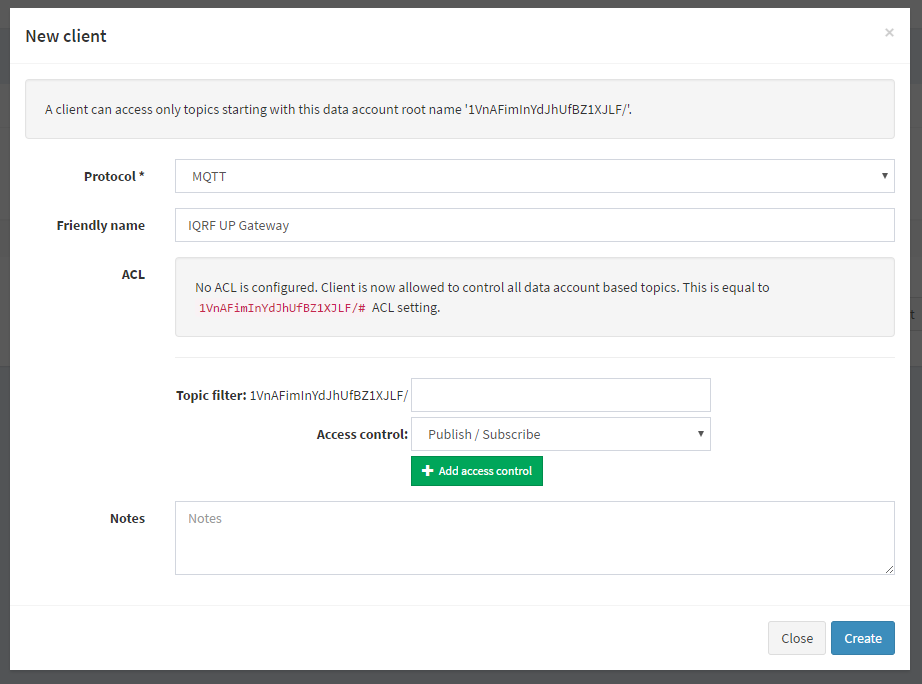 New client
×
A client can access only topics starting with this data account root name '1VnAFimInYdJhUfBZ1XJLF/'.
Protocol *
MQTT
Friendly name
IQRF UP Gateway
ACL
No ACL is configured. Client is now allowed to control all data account based topics. This is equal to
1VnAFimInYdJhUfBZ1XJLF/# ACL setting.
Topic filter: 1VnAFimInYdJhUfBZ1XJLF/
Access control:
Publish / Subscribe
Add access control
Notes
Notes
Close
Create